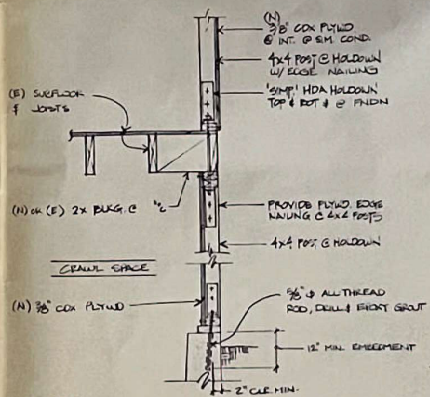 (N)
3/8" CDX PLYWD
@ INT. @ SIM. COND.
4x4 POST @ HOLDOWN
W/ EDGE NAILING
'SIMP.' HDA HOLDOWN
TOP & BOT & @ FNDN
(E) SUBFLOOR
& JOISTS
(N) OR (E) 2x BLKG. @
PROVIDE PLYWD. EDGE
NAILING @ 4x4 POSTS
4x4 POST @ HOLDOWN
CRAWL SPACE
(N) 3/8" CDX PLYWD
5/8" φ ALL THREAD
ROD, DRILL & EPOXY GROUT
12" MIN. EMBEDMENT
2" CLR. MIN.